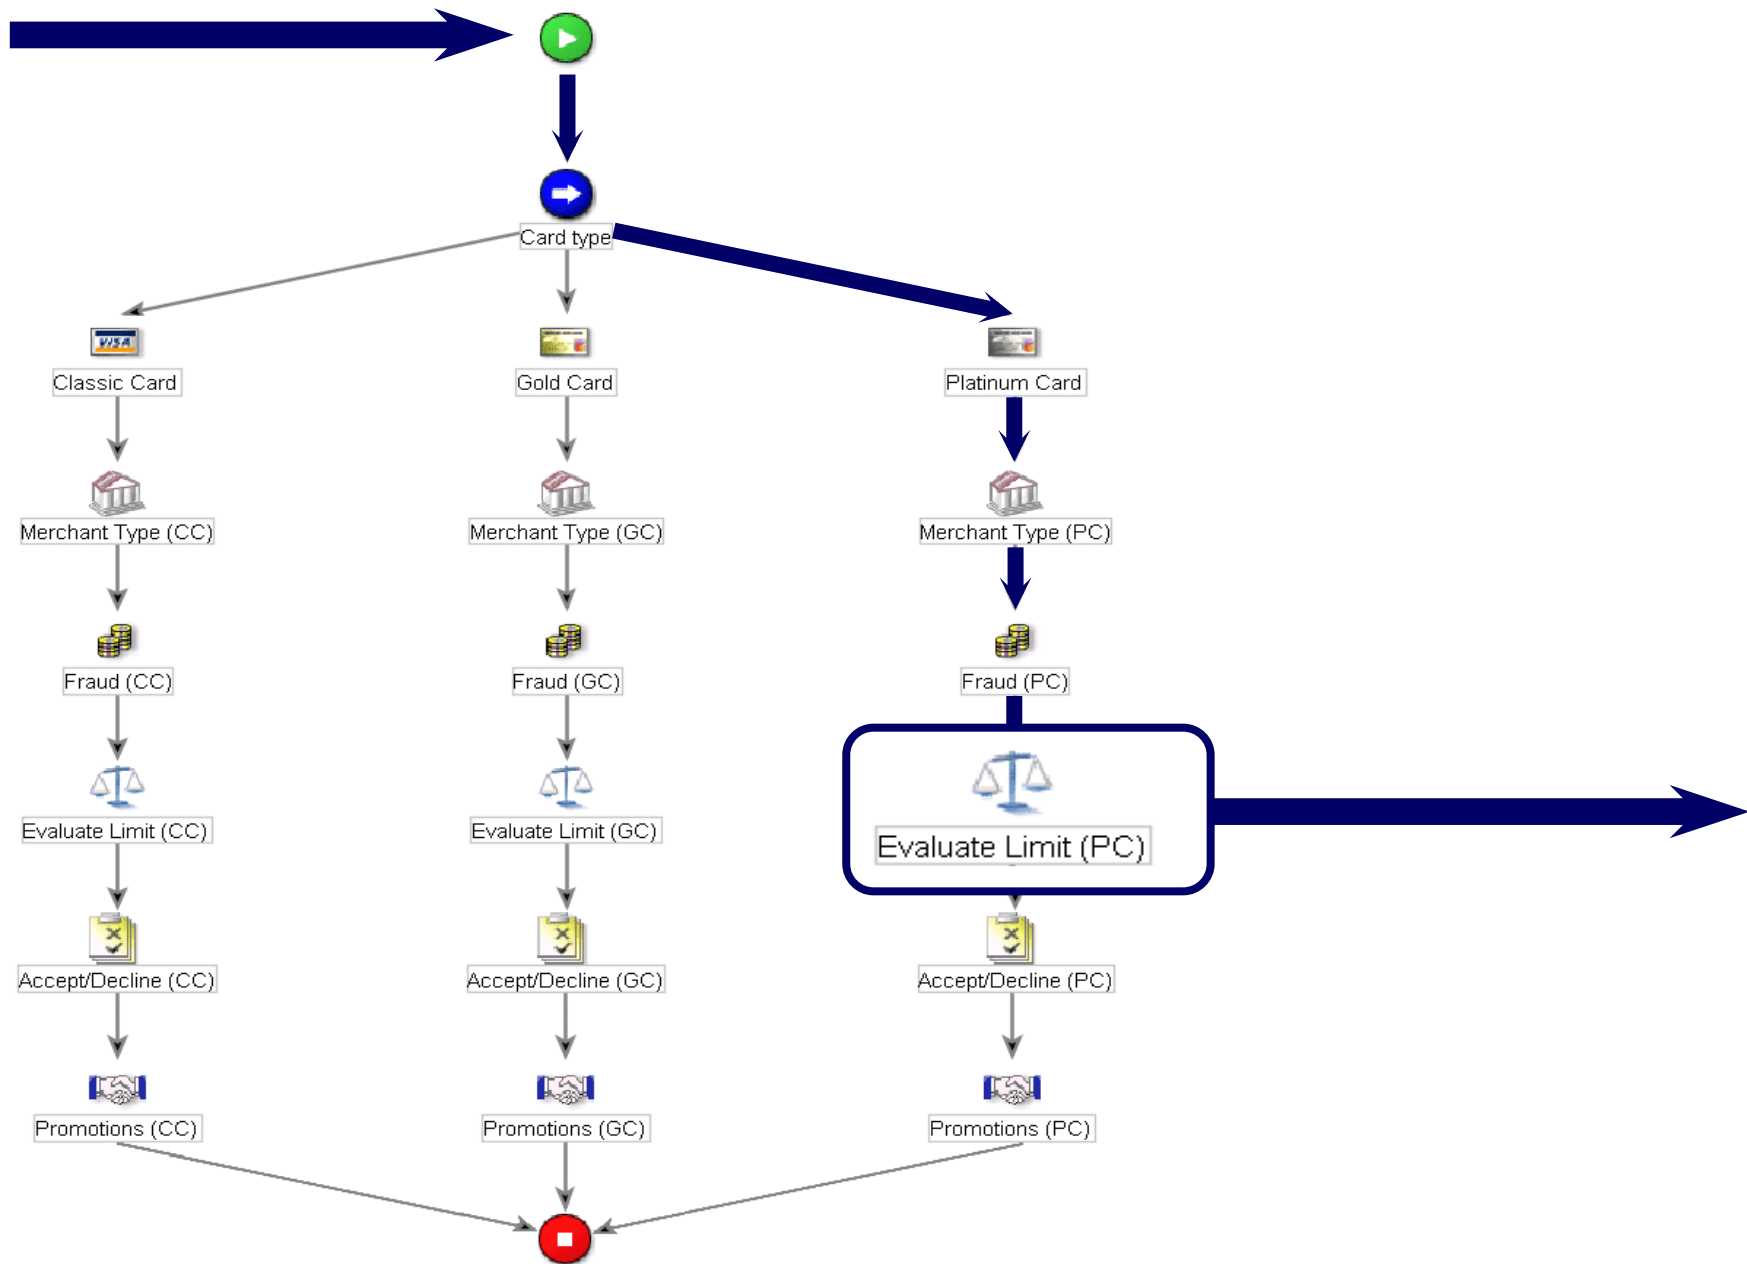 Card type
VISA
Classic Card
Gold Card
Platinum Card
Merchant Type (CC)
Merchant Type (GC)
Merchant Type (PC)
Fraud (CC)
Fraud (GC)
Fraud (PC)
Evaluate Limit (CC)
Evaluate Limit (GC)
Evaluate Limit (PC)
Accept/Decline (CC)
Accept/Decline (GC)
Accept/Decline (PC)
Promotions (CC)
Promotions (GC)
Promotions (PC)